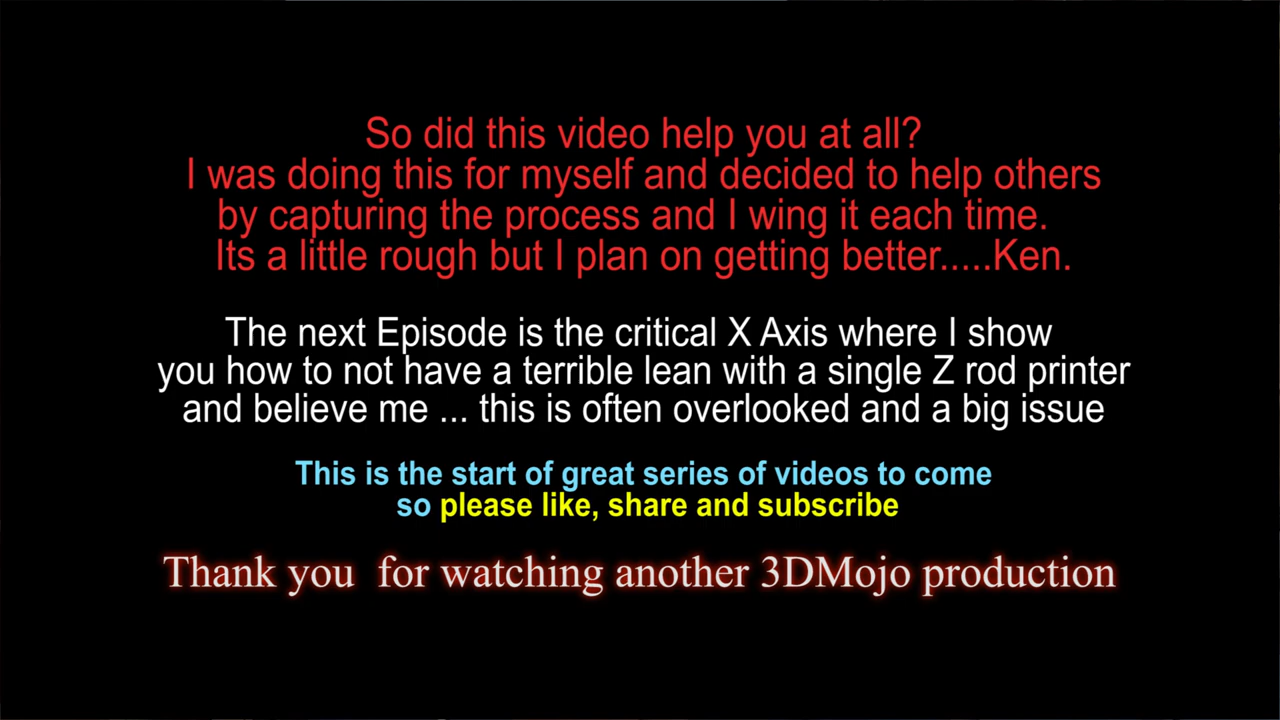 So did this video help you at all?
I was doing this for myself and decided to help others
by capturing the process and I wing it each time.
Its a little rough but I plan on getting better.....Ken.
The next Episode is the critical X Axis where I show
you how to not have a terrible lean with a single Z rod printer
and believe me ... this is often overlooked and a big issue
This is the start of great series of videos to come
so please like, share and subscribe
Thank you  for watching another 3DMojo production